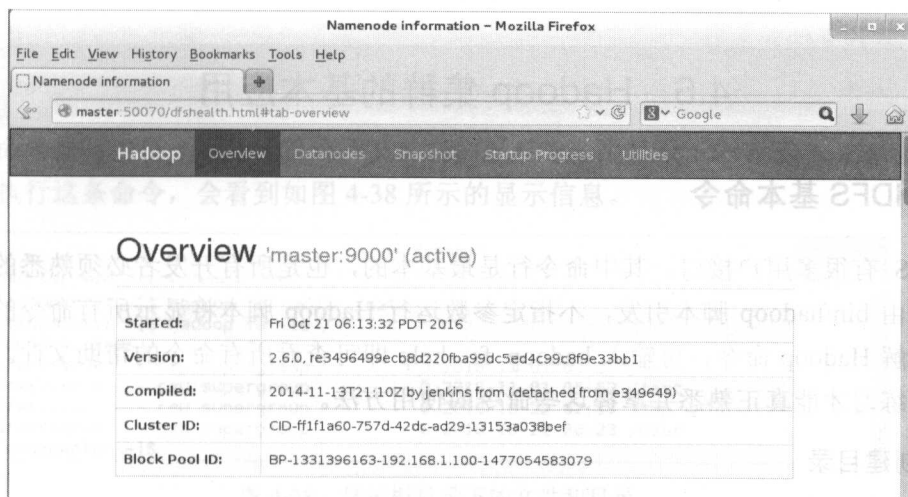 Namenode information – Mozilla Firefox
File Edit View History Bookmarks Tools Help
Namenode information
master:50070/dfshealth.html#tab-overview
Google
Hadoop Overview Datanodes Snapshot Startup Progress Utilities
Overview 'master:9000' (active)
Started: Fri Oct 21 06:13:32 PDT 2016
Version: 2.6.0, re3496499ecb8d220fba99dc5ed4c99c8f9e33bb1
Compiled: 2014-11-13T21:10Z by jenkins from (detached from e349649)
Cluster ID: CID-ff1f1a60-757d-42dc-ad29-13153a038bef
Block Pool ID: BP-1331396163-192.168.1.100-1477054583079